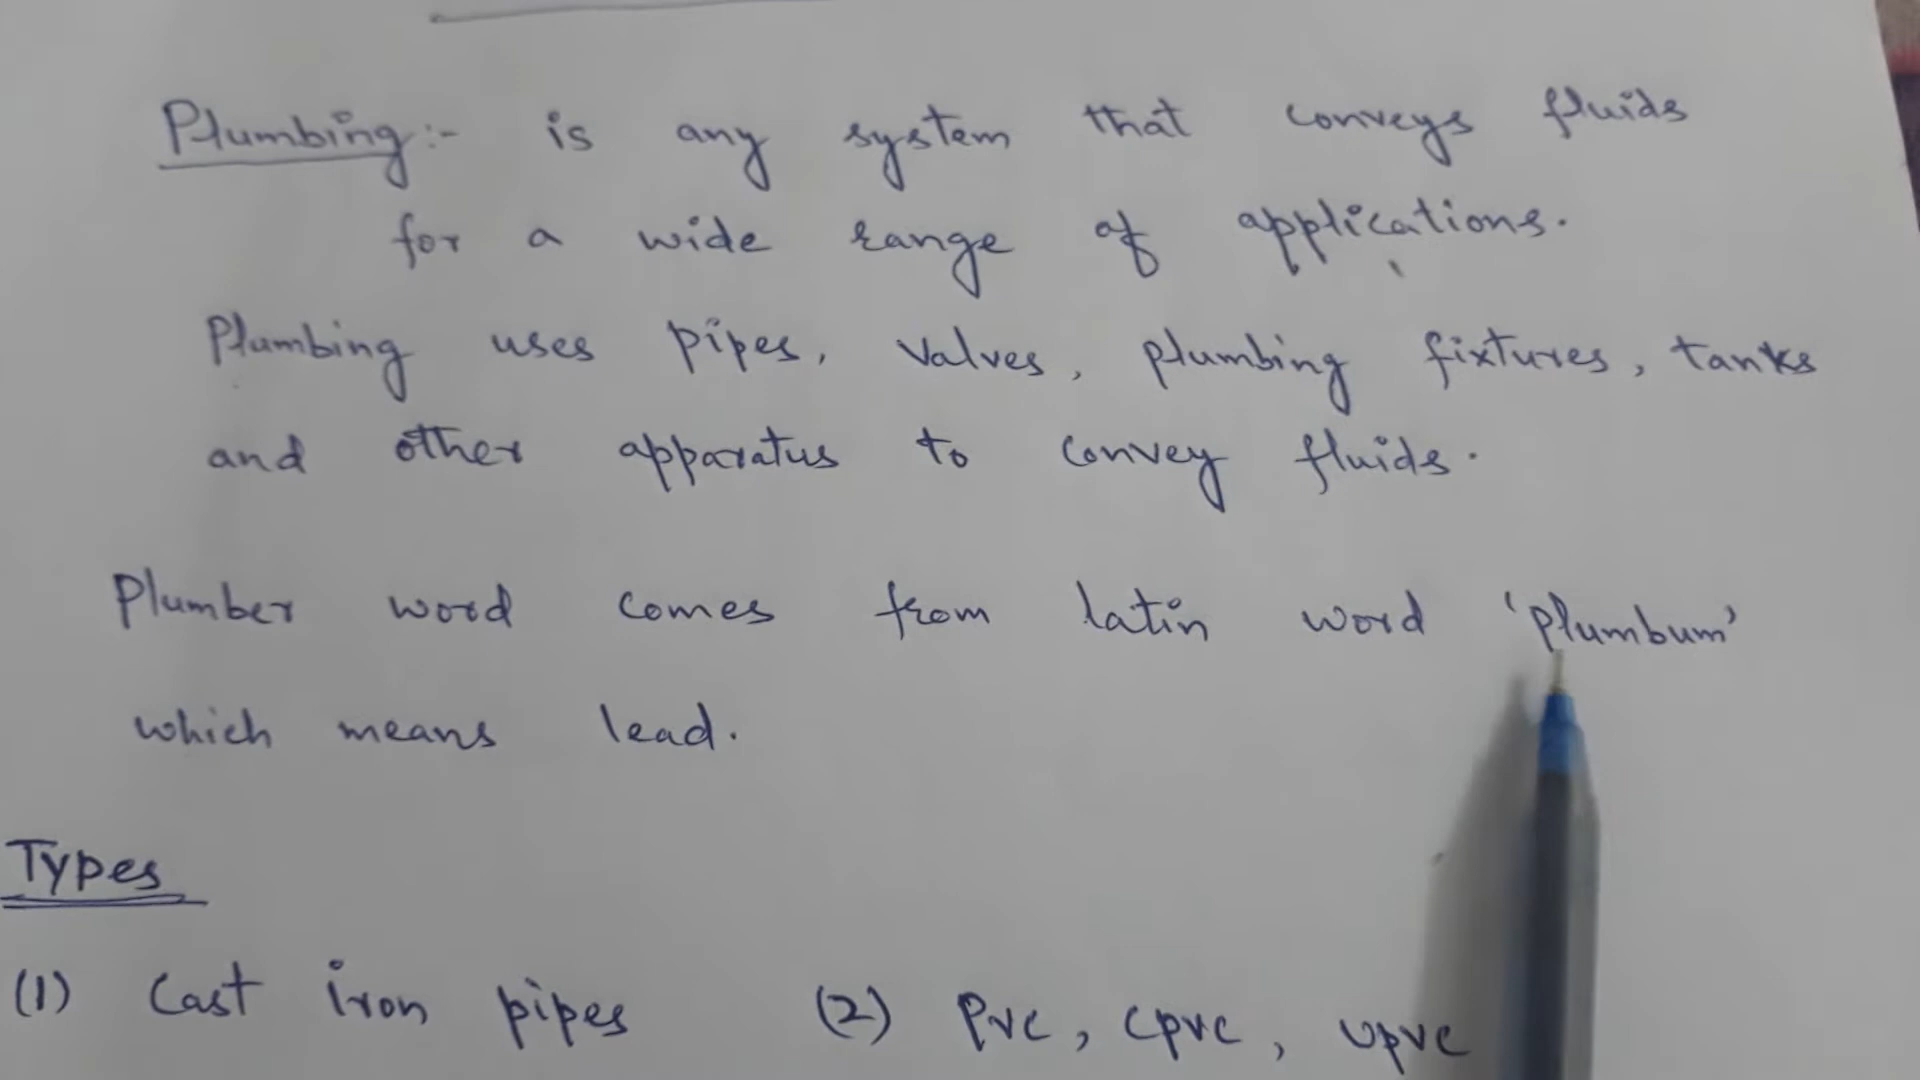 Plumbing:- is any system that conveys fluids
for a wide range of applications.
Plumbing uses pipes, valves, plumbing fixtures, tanks
and other apparatus to convey fluids.
Plumber word comes from latin word 'plumbum'
which means lead.
Types
(1) Cast iron pipes (2) PVC, CPVC, UPVC